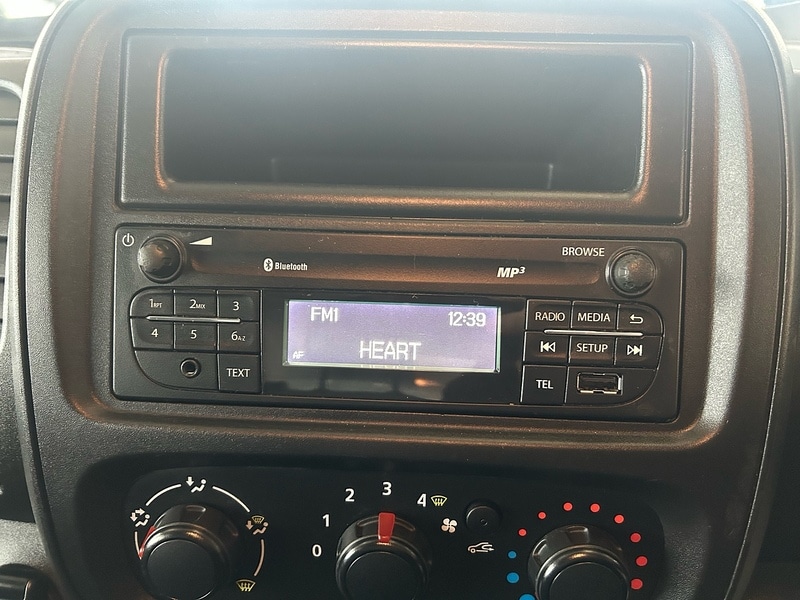 BROWSE
Bluetooth
MP3
1RPT 2MIX 3
4 5 6A-Z
TEXT
FM1 12:39
AF HEART
RADIO MEDIA
SETUP
TEL
0 1 2 3 4